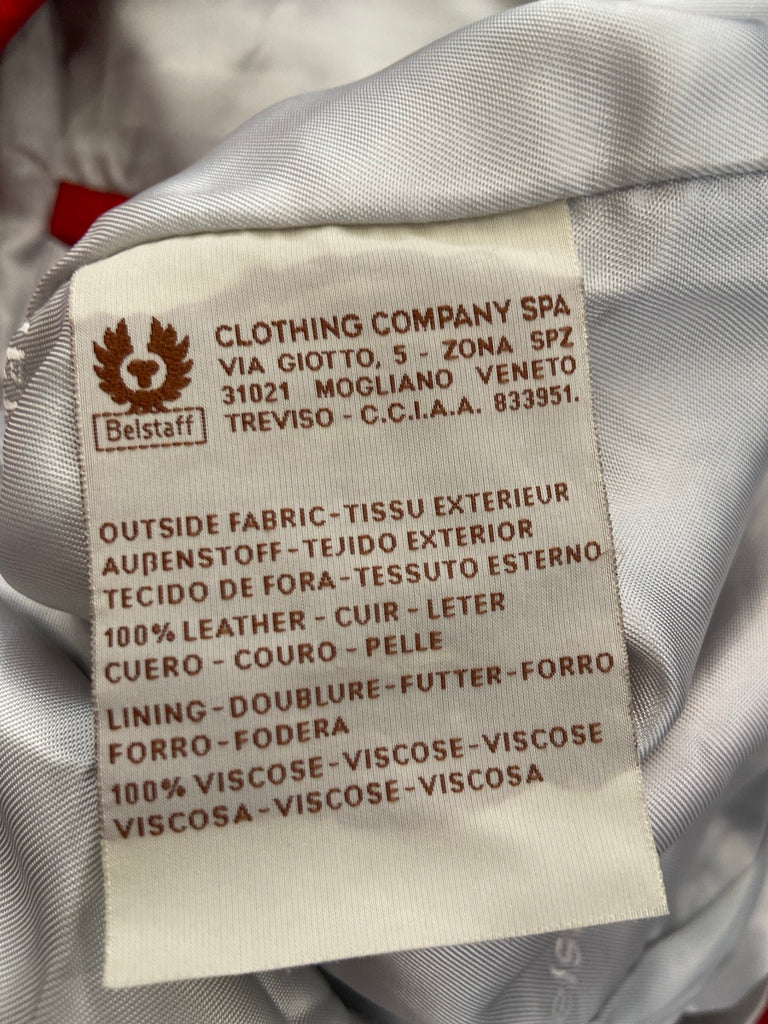 CLOTHING COMPANY SPA
VIA GIOTTO, 5 - ZONA SPZ
31021 MOGLIANO VENETO
TREVISO - C.C.I.A.A. 833951.
Belstaff
OUTSIDE FABRIC-TISSU EXTERIEUR
AUßENSTOFF-TEJIDO EXTERIOR
TECIDO DE FORA-TESSUTO ESTERNO
100% LEATHER - CUIR - LETER
CUERO - COURO - PELLE
LINING-DOUBLURE-FUTTER-FORRO
FORRO-FODERA
100% VISCOSE-VISCOSE-VISCOSE
VISCOSA-VISCOSE-VISCOSA